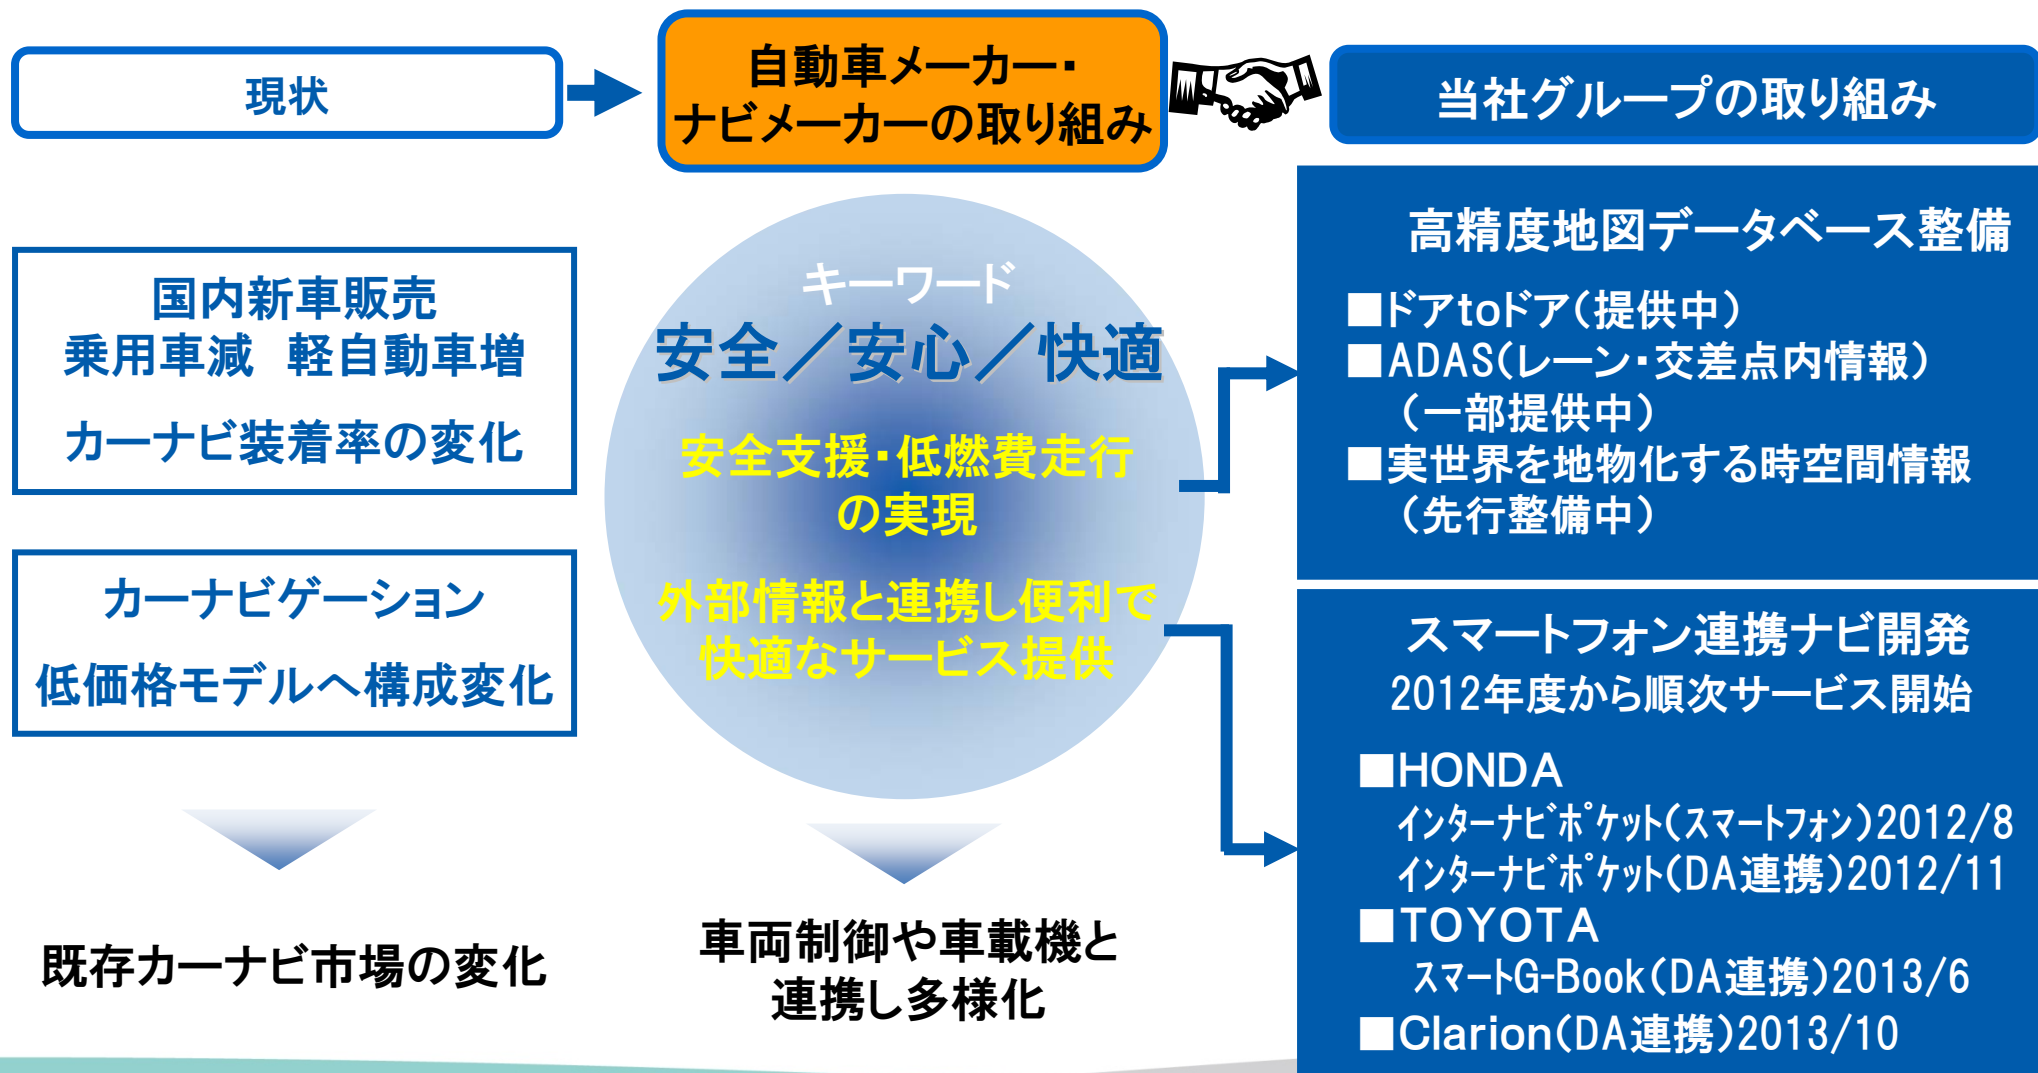 現状
自動車メーカー・
ナビメーカーの取り組み
当社グループの取り組み
国内新車販売
乗用車減　軽自動車増
カーナビ装着率の変化
カーナビゲーション
低価格モデルへ構成変化
既存カーナビ市場の変化
キーワード
安全／安心／快適
安全支援・低燃費走行
の実現
外部情報と連携し便利で
快適なサービス提供
車両制御や車載機と
連携し多様化
高精度地図データベース整備
■ドアtoドア（提供中）
■ADAS（レーン・交差点内情報）
（一部提供中）
■実世界を地物化する時空間情報
（先行整備中）
スマートフォン連携ナビ開発
2012年度から順次サービス開始
■HONDA
ｲﾝﾀｰﾅﾋﾞﾎﾟｹｯﾄ（ｽﾏｰﾄﾌｫﾝ）2012/8
ｲﾝﾀｰﾅﾋﾞﾎﾟｹｯﾄ（DA連携）2012/11
■TOYOTA
ｽﾏｰﾄG-Book（DA連携）2013/6
■Clarion（DA連携）2013/10